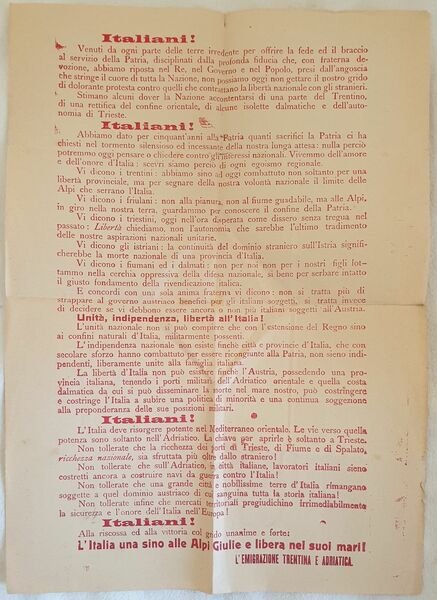 Italiani!
Venuti da ogni parte delle terre irredente per offrire la fede ed il braccio
al servizio della Patria, disciplinati dalla profonda fiducia che, con fraterna de-
vozione, abbiamo riposta nel Re, nel Governo e nel Popolo, presi dall'angoscia
che stringe il cuore di tutta la Nazione, non possiamo oggi non gettare il nostro grido
di dolorante protesta contro quelli che contrastano la libertà nazionale con gli stranieri.
Stimano alcuni dover la Nazione accontentarsi di una parte del Trentino,
di una rettifica del confine orientale, di alcune isolette dalmatiche e dell'auto-
nomia di Trieste.
Italiani!
Abbiamo dato per cinquant'anni alla Patria quanti sacrifici la Patria ci ha
chiesti nel tormento silenzioso ed incessante della nostra lunga attesa: nulla perciò
potremmo oggi pensare o chiedere contro gli interessi nazionali. Vivemmo dell'amore
e dell'onore d'Italia: scevri siamo perciò di ogni egoismo regionale.
Vi dicono i trentini: abbiamo sino ad oggi combattuto non soltanto per una
libertà provinciale, ma per segnare della nostra volontà nazionale il limite delle
Alpi che serrano l'Italia.
Vi dicono i friulani: non alla pianura, non al fiume guadabile, ma alle Alpi,
in giro nella nostra terra, guardammo per conoscere il confine della Patria.
Vi dicono i triestini, oggi nell'ora disperata come dissero senza tregua nel
passato: Libertà chiediamo, non l'autonomia che sarebbe l'ultimo tradimento
delle nostre aspirazioni nazionali unitarie.
Vi dicono gli istriani: la continuità del dominio straniero sull'Istria signifi-
cherebbe la morte nazionale di una provincia d'Italia.
Vi dicono i fiumani ed i dalmati: non per noi non per i nostri figli lot-
tammo nella cerchia oppressiva della difesa nazionale, sì bene per serbare intatto
il giusto fondamento della rivendicazione italica.
E concordi con una sola anima fraterna vi dicono: non si tratta più di
strappare al governo austriaco benefici per gli italiani soggetti, si tratta invece
di decidere se vi debbono essere ancora o non più italiani soggetti all'Austria.
Unità, indipendenza, libertà all'Italia!
L'unità nazionale non si può compire che con l'estensione del Regno sino
ai confini naturali d'Italia, militarmente possenti.
L'indipendenza nazionale non esiste finchè città e provincie d'Italia, che con
secolare sforzo hanno combattuto per essere ricongiunte alla Patria, non sieno indi-
pendenti, liberamente unite alla famiglia italiana.
La libertà d'Italia non può esistere finchè l'Austria, possedendo una pro-
vincia italiana, tenendo i porti militari dell'Adriatico orientale e quella costa
dalmatica da cui si può disseminare la morte nel mare nostro, può costringere
e costringe l'Italia a subire una politica di minorità e una continua soggezione
alla preponderanza delle sue posizioni militari.
Italiani!
L'Italia deve risorgere potente nel Mediterraneo orientale. Le vie verso quella
potenza sono soltanto nell'Adriatico. La chiave per aprirle è soltanto a Trieste.
Non tollerate che la ricchezza dei porti di Trieste, di Fiume e di Spalato,
ricchezza nazionale, sia sfruttata più oltre dallo straniero!
Non tollerate che sull'Adriatico, in città italiane, lavoratori italiani sieno
costretti ancora a costruire navi da guerra contro l'Italia!
Non tollerate che una grande città e nobilissime terre d'Italia rimangano
soggette a quel dominio austriaco di cui sanguina tutta la storia italiana!
Non tollerate infine che mercati territoriali pregiudichino irrimediabilmente
la sicurezza e l'onore dell'Italia nell'Europa!
Italiani!
Alla riscossa ed alla vittoria col grido unanime e forte:
L'Italia una sino alle Alpi Giulie e libera nei suoi mari!
L'EMIGRAZIONE TRENTINA E ADRIATICA.